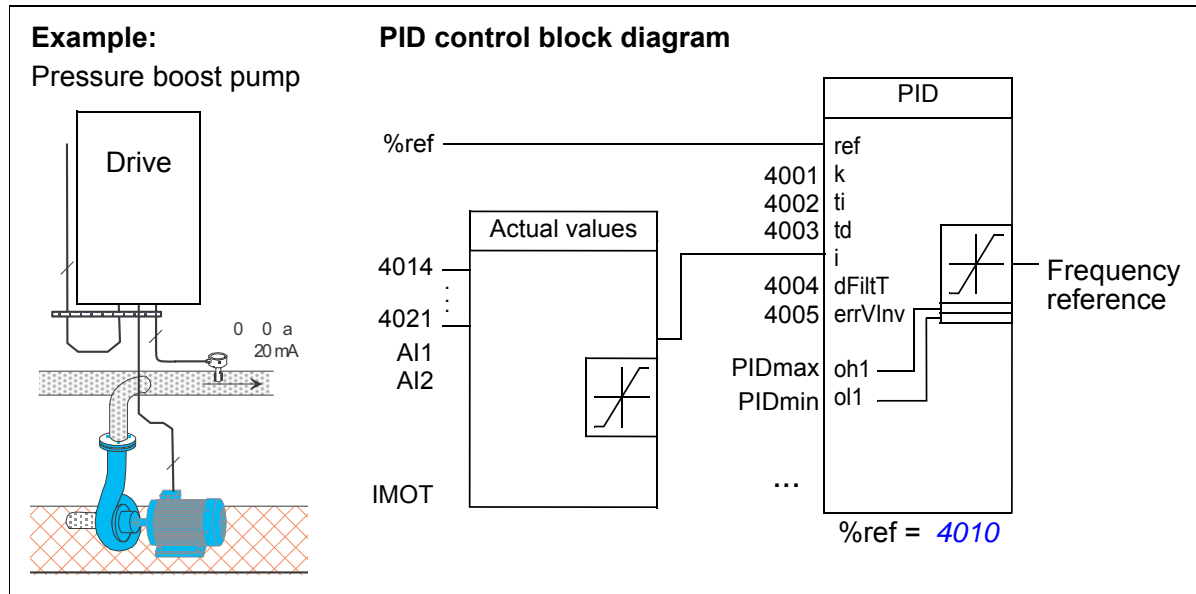 Example:
Pressure boost pump
Drive
0 0 a
20 mA
PID control block diagram
%ref
Actual values
4014
4021
AI1
AI2
IMOT
PID
ref
4001 k
4002 ti
4003 td
i
4004 dFiltT
4005 errVInv
PIDmax oh1
PIDmin ol1
...
Frequency
reference
%ref = 4010